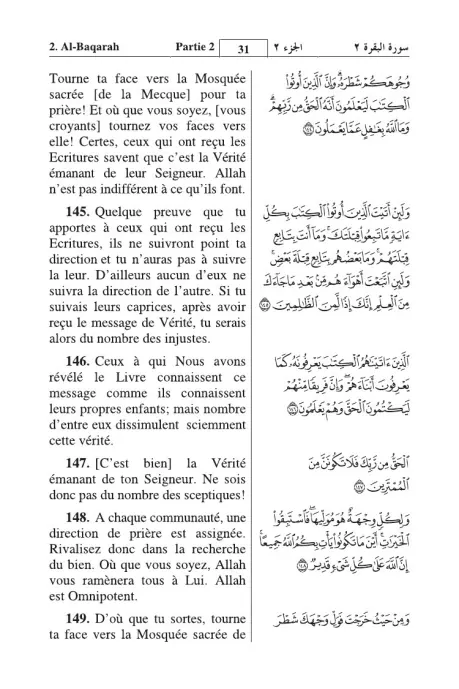 2. Al-Baqarah Partie 2 31 الجزء ٢ سورة البقرة ٢
Tourne ta face vers la Mosquée
sacrée [de la Mecque] pour ta
prière! Et où que vous soyez, [vous
croyants] tournez vos faces vers
elle! Certes, ceux qui ont reçu les
Ecritures savent que c’est la Vérité
émanant de leur Seigneur. Allah
n’est pas indifférent à ce qu’ils font.
145. Quelque preuve que tu
apportes à ceux qui ont reçu les
Ecritures, ils ne suivront point ta
direction et tu n’auras pas à suivre
la leur. D’ailleurs aucun d’eux ne
suivra la direction de l’autre. Si tu
suivais leurs caprices, après avoir
reçu le message de Vérité, tu serais
alors du nombre des injustes.
146. Ceux à qui Nous avons
révélé le Livre connaissent ce
message comme ils connaissent
leurs propres enfants; mais nombre
d’entre eux dissimulent sciemment
cette vérité.
147. [C’est bien] la Vérité
émanant de ton Seigneur. Ne sois
donc pas du nombre des sceptiques!
148. A chaque communauté, une
direction de prière est assignée.
Rivalisez donc dans la recherche
du bien. Où que vous soyez, Allah
vous ramènera tous à Lui. Allah
est Omnipotent.
149. D’où que tu sortes, tourne
ta face vers la Mosquée sacrée de
وُجُوهَكُمْ شَطْرَهُۥ وَإِنَّ ٱلَّذِينَ أُوتُوا۟
ٱلْكِتَٰبَ لَيَعْلَمُونَ أَنَّهُ ٱلْحَقُّ مِن رَّبِّهِمْ ۗ
وَمَا ٱللَّهُ بِغَٰفِلٍ عَمَّا يَعْمَلُونَ ١٤٤
وَلَئِنْ أَتَيْتَ ٱلَّذِينَ أُوتُوا۟ ٱلْكِتَٰبَ بِكُلِّ
ءَايَةٍ مَّا تَبِعُوا۟ قِبْلَتَكَ ۚ وَمَآ أَنتَ بِتَابِعٍ
قِبْلَتَهُمْ ۚ وَمَا بَعْضُهُم بِتَابِعٍ قِبْلَةَ بَعْضٍ ۚ
وَلَئِنِ ٱتَّبَعْتَ أَهْوَآءَهُم مِّنۢ بَعْدِ مَا جَآءَكَ
مِنَ ٱلْعِلْمِ إِنَّكَ إِذًا لَّمِنَ ٱلظَّٰلِمِينَ ١٤٥
ٱلَّذِينَ ءَاتَيْنَٰهُمُ ٱلْكِتَٰبَ يَعْرِفُونَهُۥ كَمَا
يَعْرِفُونَ أَبْنَآءَهُمْ ۖ وَإِنَّ فَرِيقًا مِّنْهُمْ
لَيَكْتُمُونَ ٱلْحَقَّ وَهُمْ يَعْلَمُونَ ١٤٦
ٱلْحَقُّ مِن رَّبِّكَ فَلَا تَكُونَنَّ مِنَ
ٱلْمُمْتَرِينَ ١٤٧
وَلِكُلٍّ وِجْهَةٌ هُوَ مُوَلِّيهَا ۖ فَٱسْتَبِقُوا۟
ٱلْخَيْرَٰتِ ۚ أَيْنَ مَا تَكُونُوا۟ يَأْتِ بِكُمُ ٱللَّهُ جَمِيعًا ۚ
إِنَّ ٱللَّهَ عَلَىٰ كُلِّ شَىْءٍ قَدِيرٌ ١٤٨
وَمِنْ حَيْثُ خَرَجْتَ فَوَلِّ وَجْهَكَ شَطْرَ